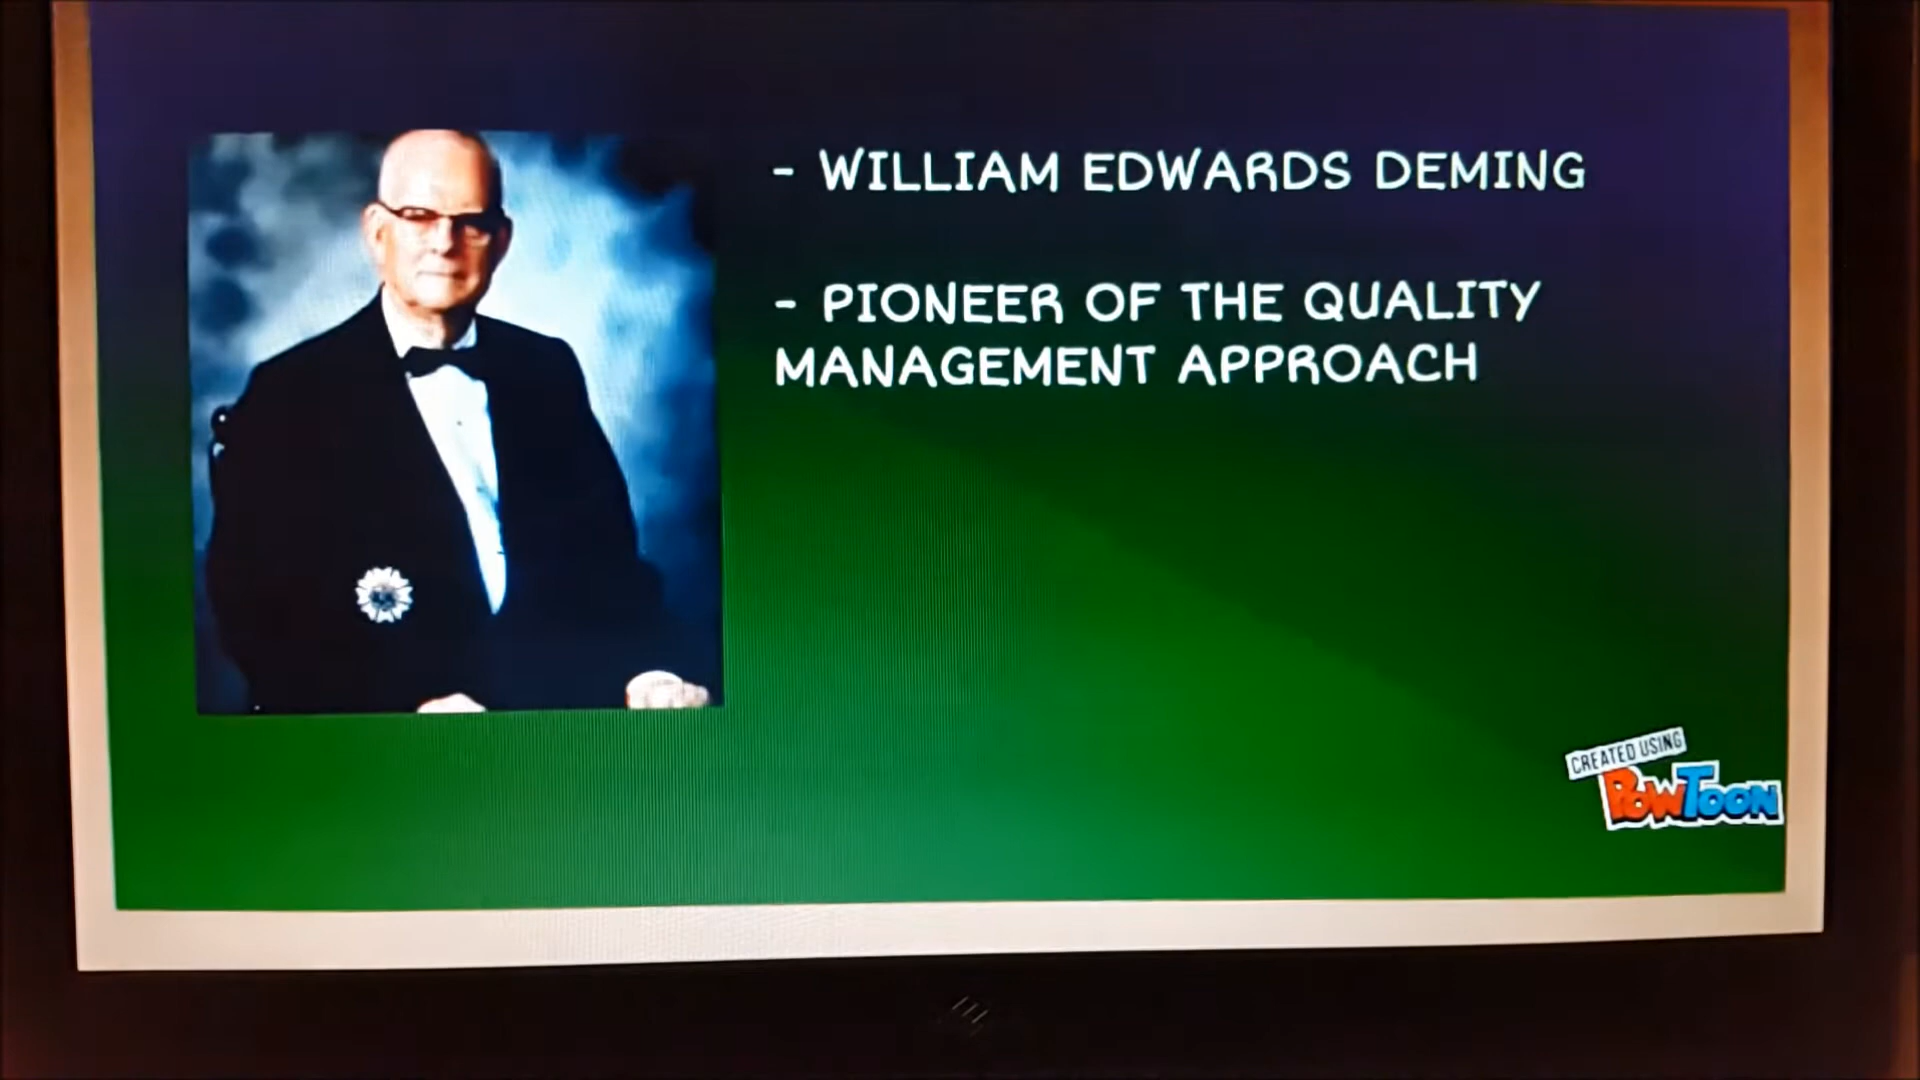 - WILLIAM EDWARDS DEMING
- PIONEER OF THE QUALITY
MANAGEMENT APPROACH
CREATED USING
POWTOON